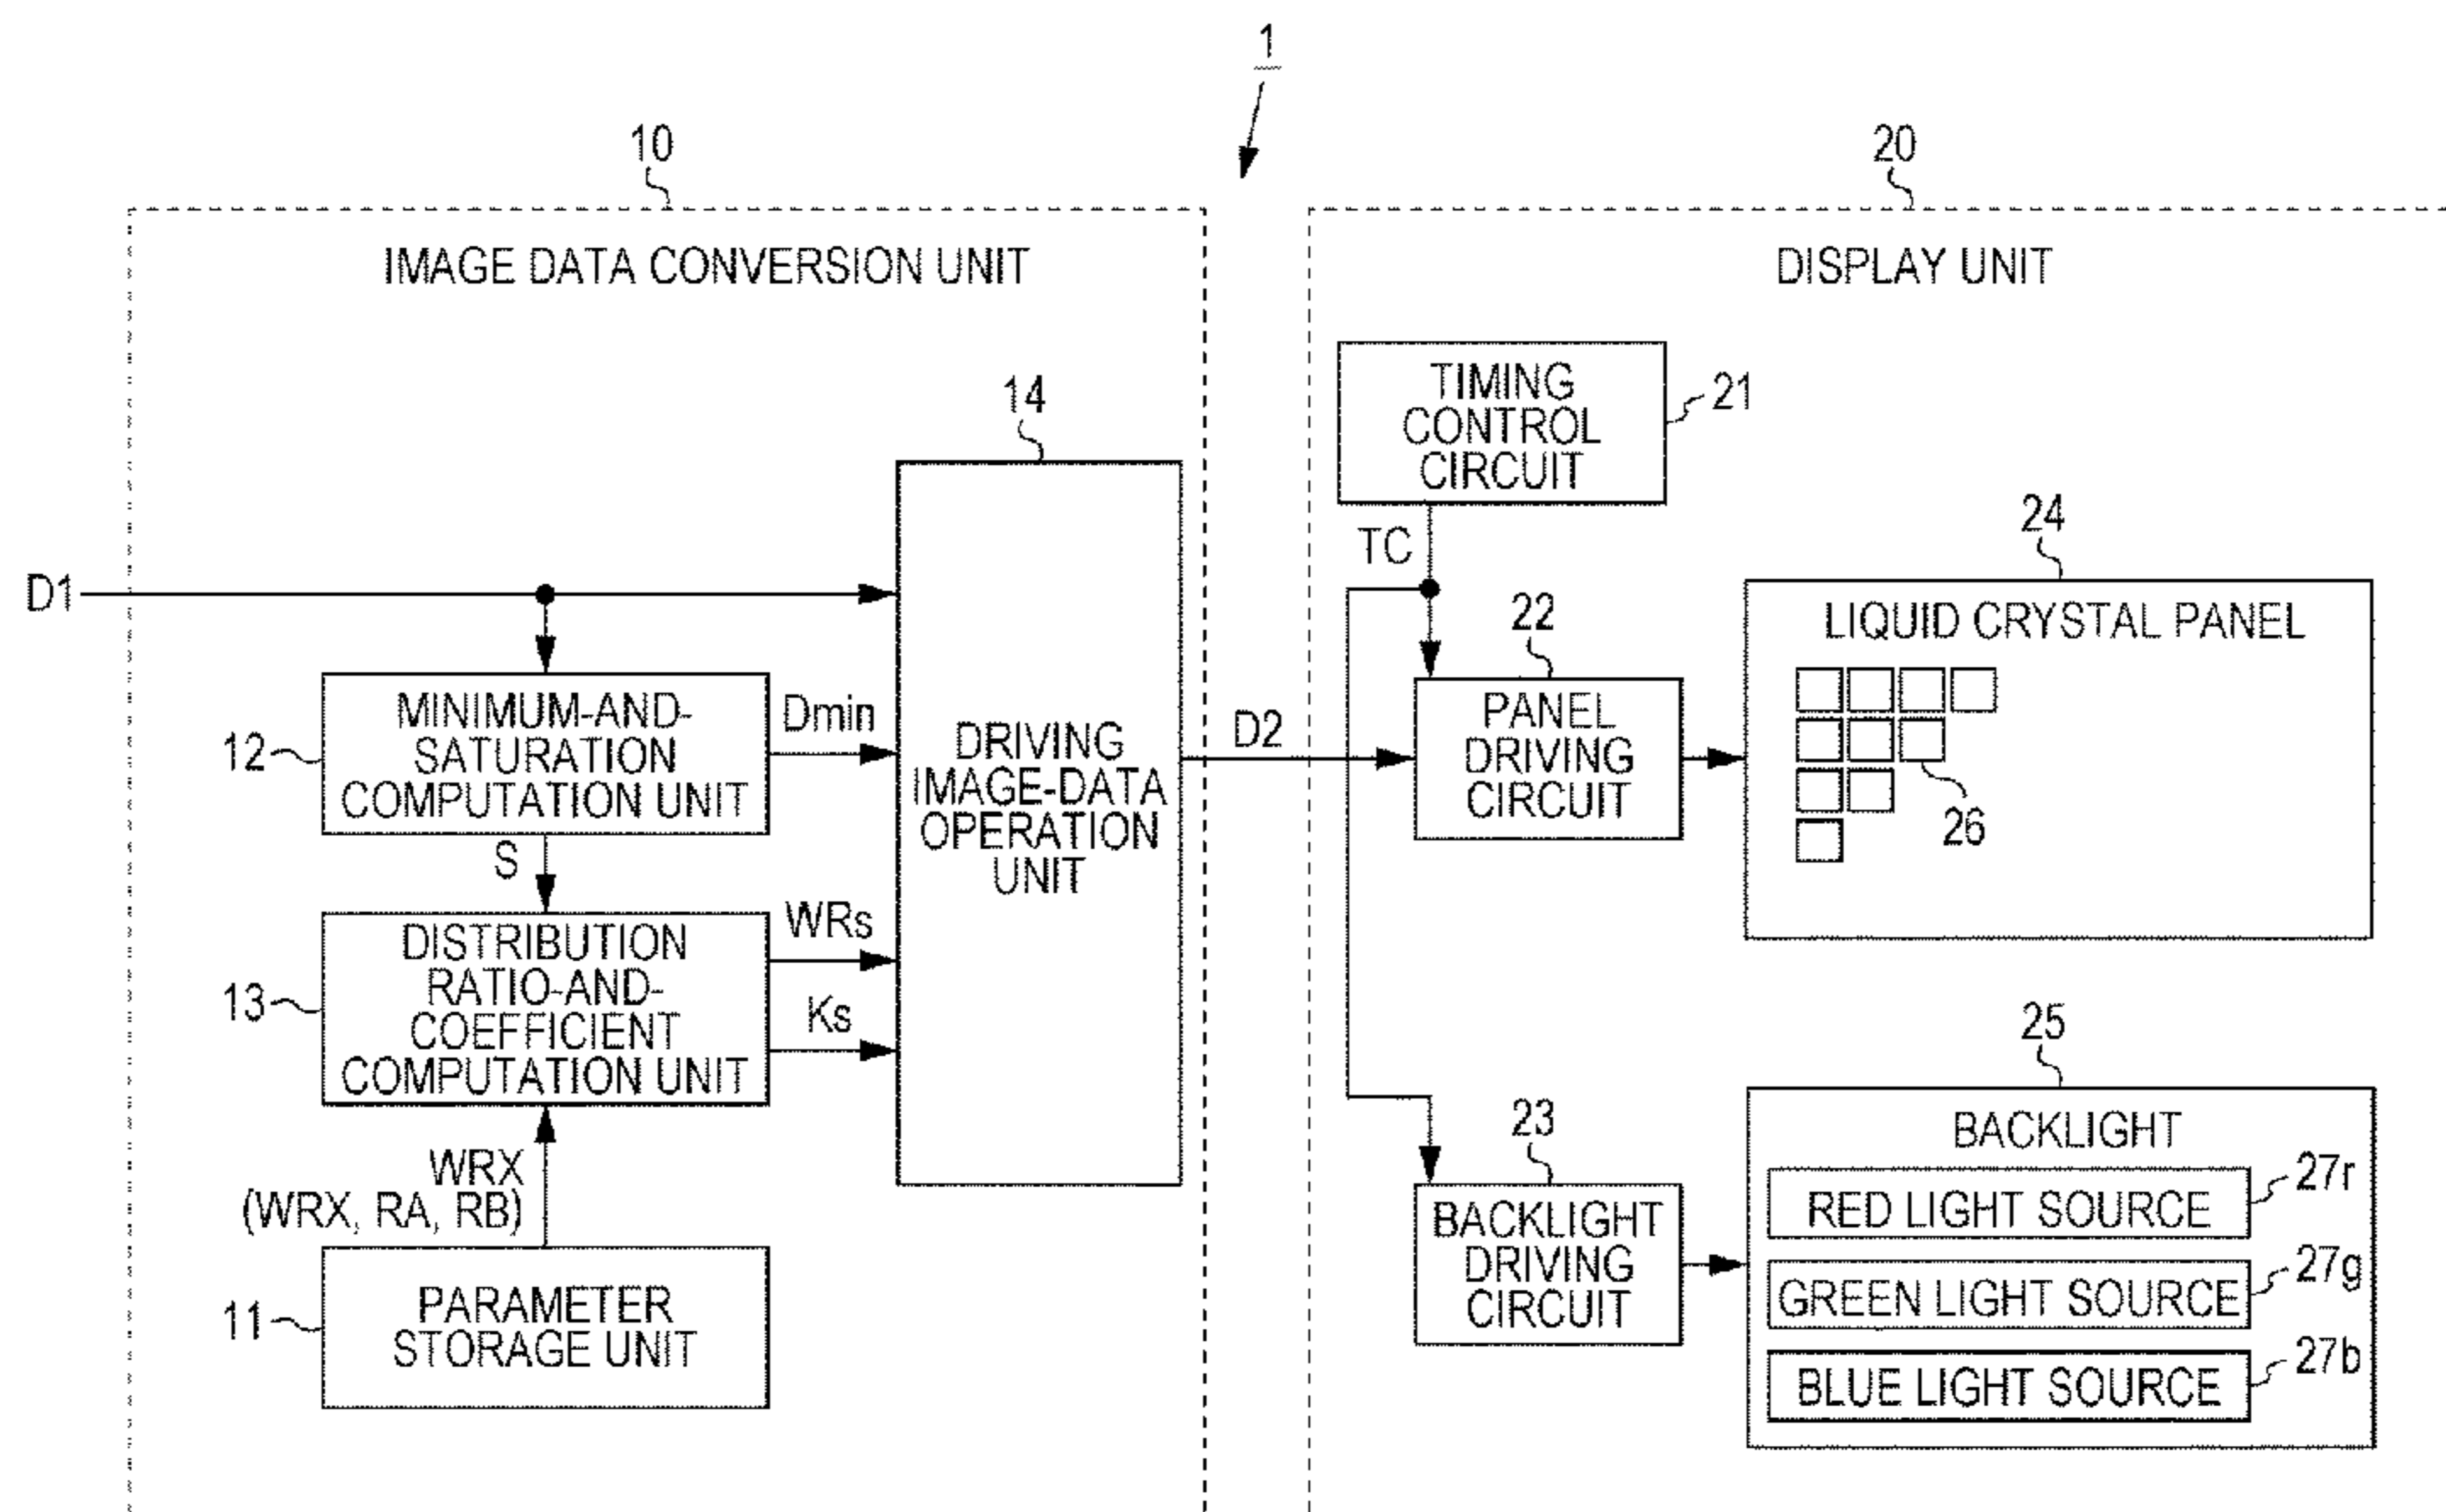 1
10
20
IMAGE DATA CONVERSION UNIT
DISPLAY UNIT
14
TIMING
CONTROL
CIRCUIT
21
TC
24
D1
22
LIQUID CRYSTAL PANEL
12
MINIMUM-AND-
SATURATION
COMPUTATION UNIT
Dmin
DRIVING
IMAGE-DATA
OPERATION
UNIT
D2
PANEL
DRIVING
CIRCUIT
26
S
13
DISTRIBUTION
RATIO-AND-
COEFFICIENT
COMPUTATION UNIT
WRs
Ks
25
23
BACKLIGHT
WRX
(WRX, RA, RB)
BACKLIGHT
DRIVING
CIRCUIT
RED LIGHT SOURCE
27r
GREEN LIGHT SOURCE
27g
BLUE LIGHT SOURCE
27b
11
PARAMETER
STORAGE UNIT